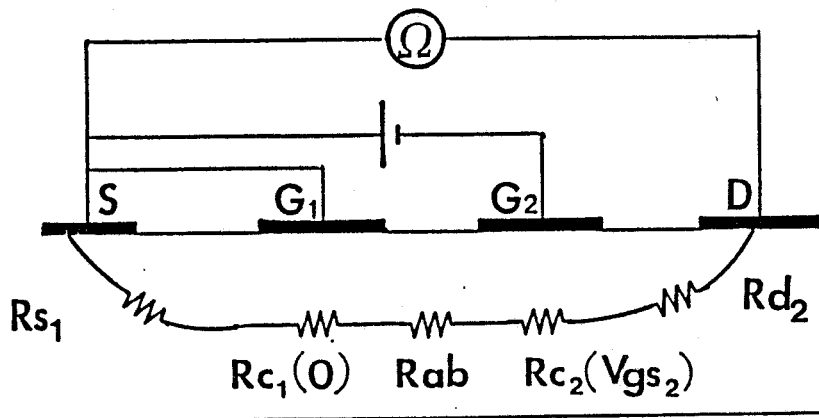 Ω
S G₁ G₂ D
Rs₁ Rd₂
Rc₁(0) Rab Rc₂(Vgs₂)